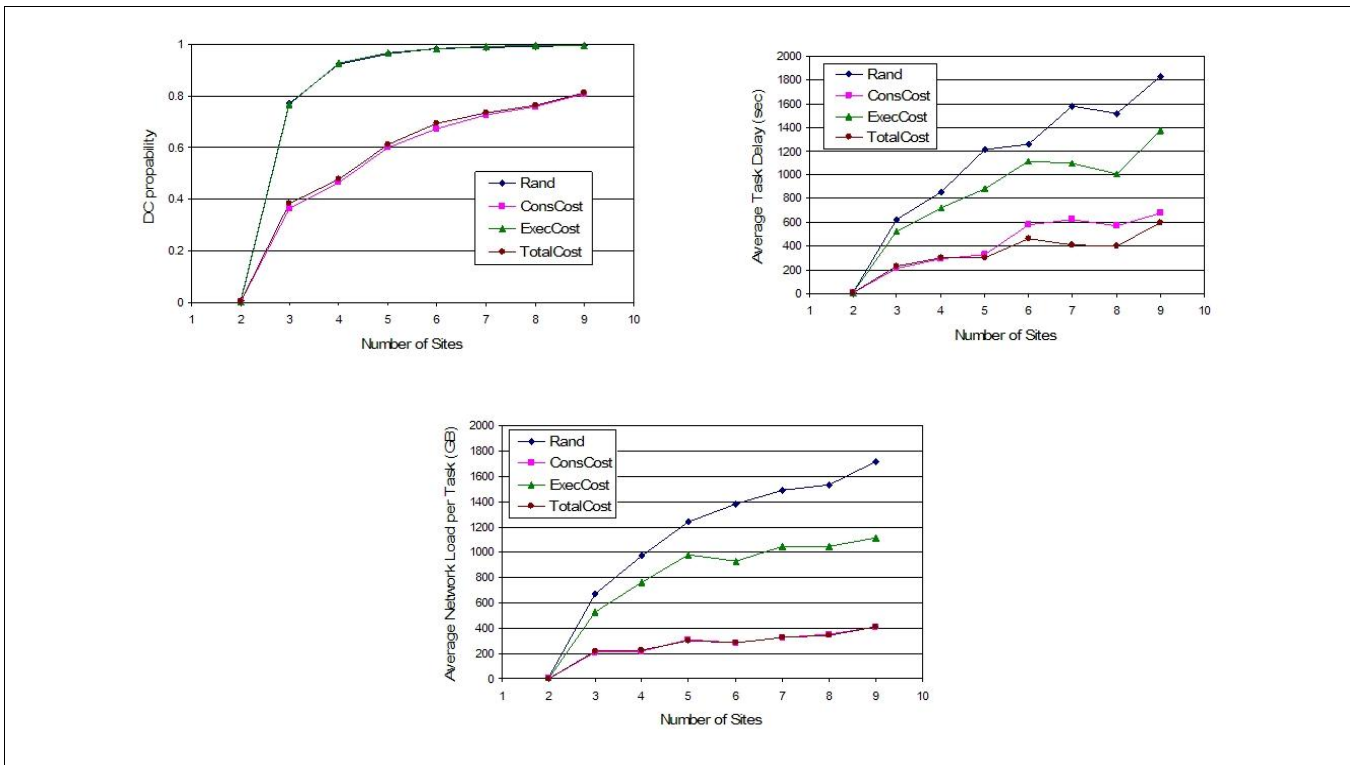 1
0.8
0.6
0.4
0.2
0
DC propability
Rand
ConsCost
ExecCost
TotalCost
1 2 3 4 5 6 7 8 9 10
Number of Sites
2000
1800
1600
1400
1200
1000
800
600
400
200
0
Average Task Delay (sec)
Rand
ConsCost
ExecCost
TotalCost
1 2 3 4 5 6 7 8 9 10
Number of Sites
2000
1800
1600
1400
1200
1000
800
600
400
200
0
Average Network Load per Task (GB)
Rand
ConsCost
ExecCost
TotalCost
1 2 3 4 5 6 7 8 9 10
Number of Sites